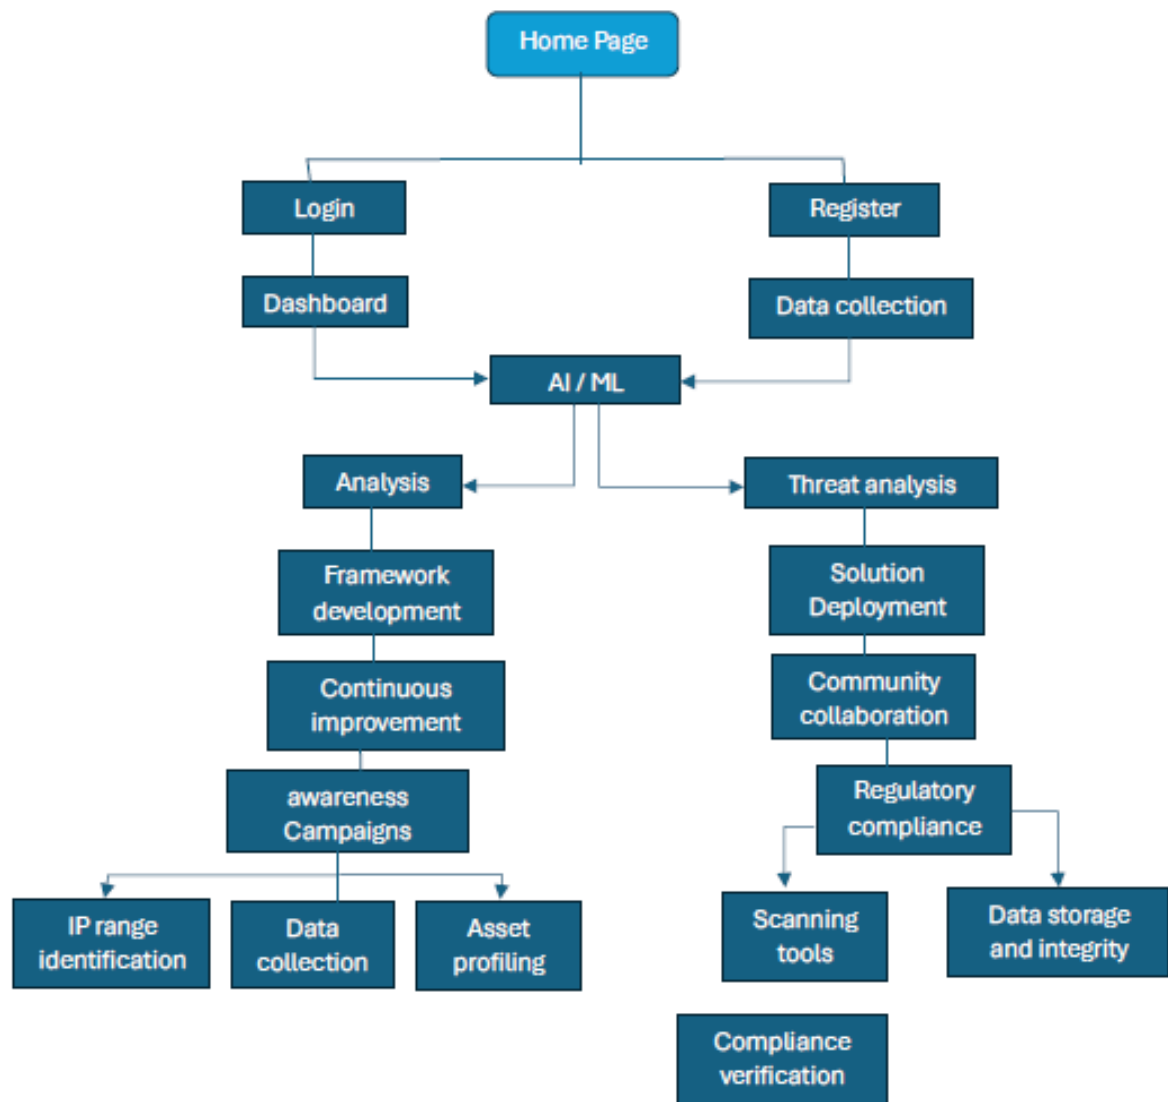 Home Page
Login
Register
Dashboard
Data collection
AI / ML
Analysis
Threat analysis
Framework
development
Solution
Deployment
Continuous
improvement
Community
collaboration
awareness
Campaigns
Regulatory
compliance
IP range
identification
Data
collection
Asset
profiling
Scanning
tools
Data storage
and integrity
Compliance
verification